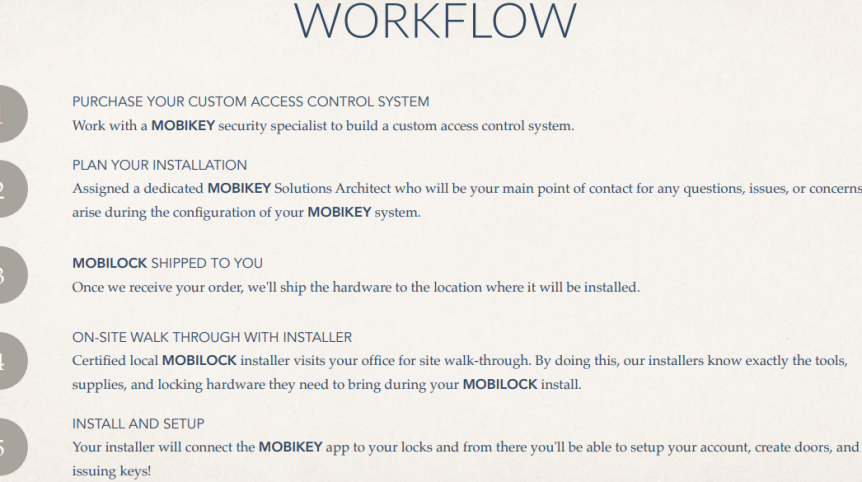 WORKFLOW
1
PURCHASE YOUR CUSTOM ACCESS CONTROL SYSTEM
Work with a MOBIKEY security specialist to build a custom access control system.
2
PLAN YOUR INSTALLATION
Assigned a dedicated MOBIKEY Solutions Architect who will be your main point of contact for any questions, issues, or concerns
arise during the configuration of your MOBIKEY system.
3
MOBILOCK SHIPPED TO YOU
Once we receive your order, we'll ship the hardware to the location where it will be installed.
4
ON-SITE WALK THROUGH WITH INSTALLER
Certified local MOBILOCK installer visits your office for site walk-through. By doing this, our installers know exactly the tools,
supplies, and locking hardware they need to bring during your MOBILOCK install.
5
INSTALL AND SETUP
Your installer will connect the MOBIKEY app to your locks and from there you'll be able to setup your account, create doors, and
issuing keys!